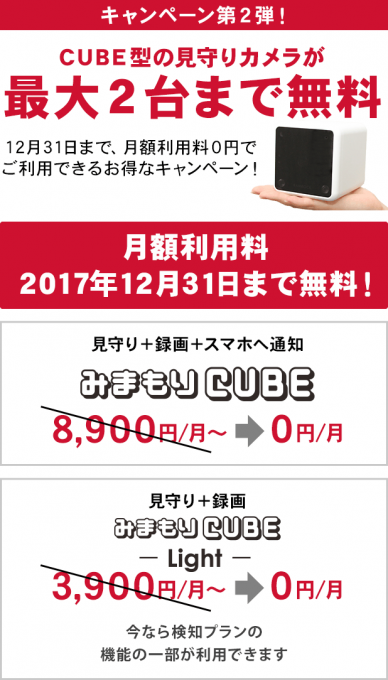 キャンペーン第2弾!
CUBE型の見守りカメラが
最大2台まで無料
12月31日まで、月額利用料0円で
ご利用できるお得なキャンペーン!
月額利用料
2017年12月31日まで無料!
見守り+録画+スマホへ通知
みまもりCUBE
8,900円/月〜 ➡ 0円/月
見守り+録画
みまもりCUBE
— Light —
3,900円/月〜 ➡ 0円/月
今なら検知プランの
機能の一部が利用できます